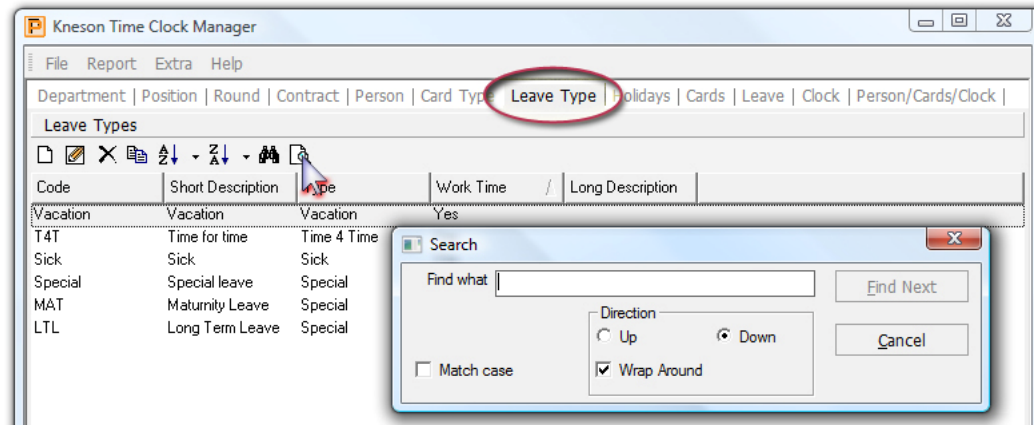 Kneson Time Clock Manager
File Report Extra Help
Department | Position | Round | Contract | Person | Card Type Leave Type | Holidays | Cards | Leave | Clock | Person/Cards/Clock |
Leave Types
Code Short Description Type Work Time Long Description
Vacation Vacation Vacation Yes
T4T Time for time Time 4 Time
Sick Sick Sick
Special Special leave Special
MAT Maturnity Leave Special
LTL Long Term Leave Special
Search
Find what
Find Next
Direction
Up Down
Cancel
Match case
Wrap Around